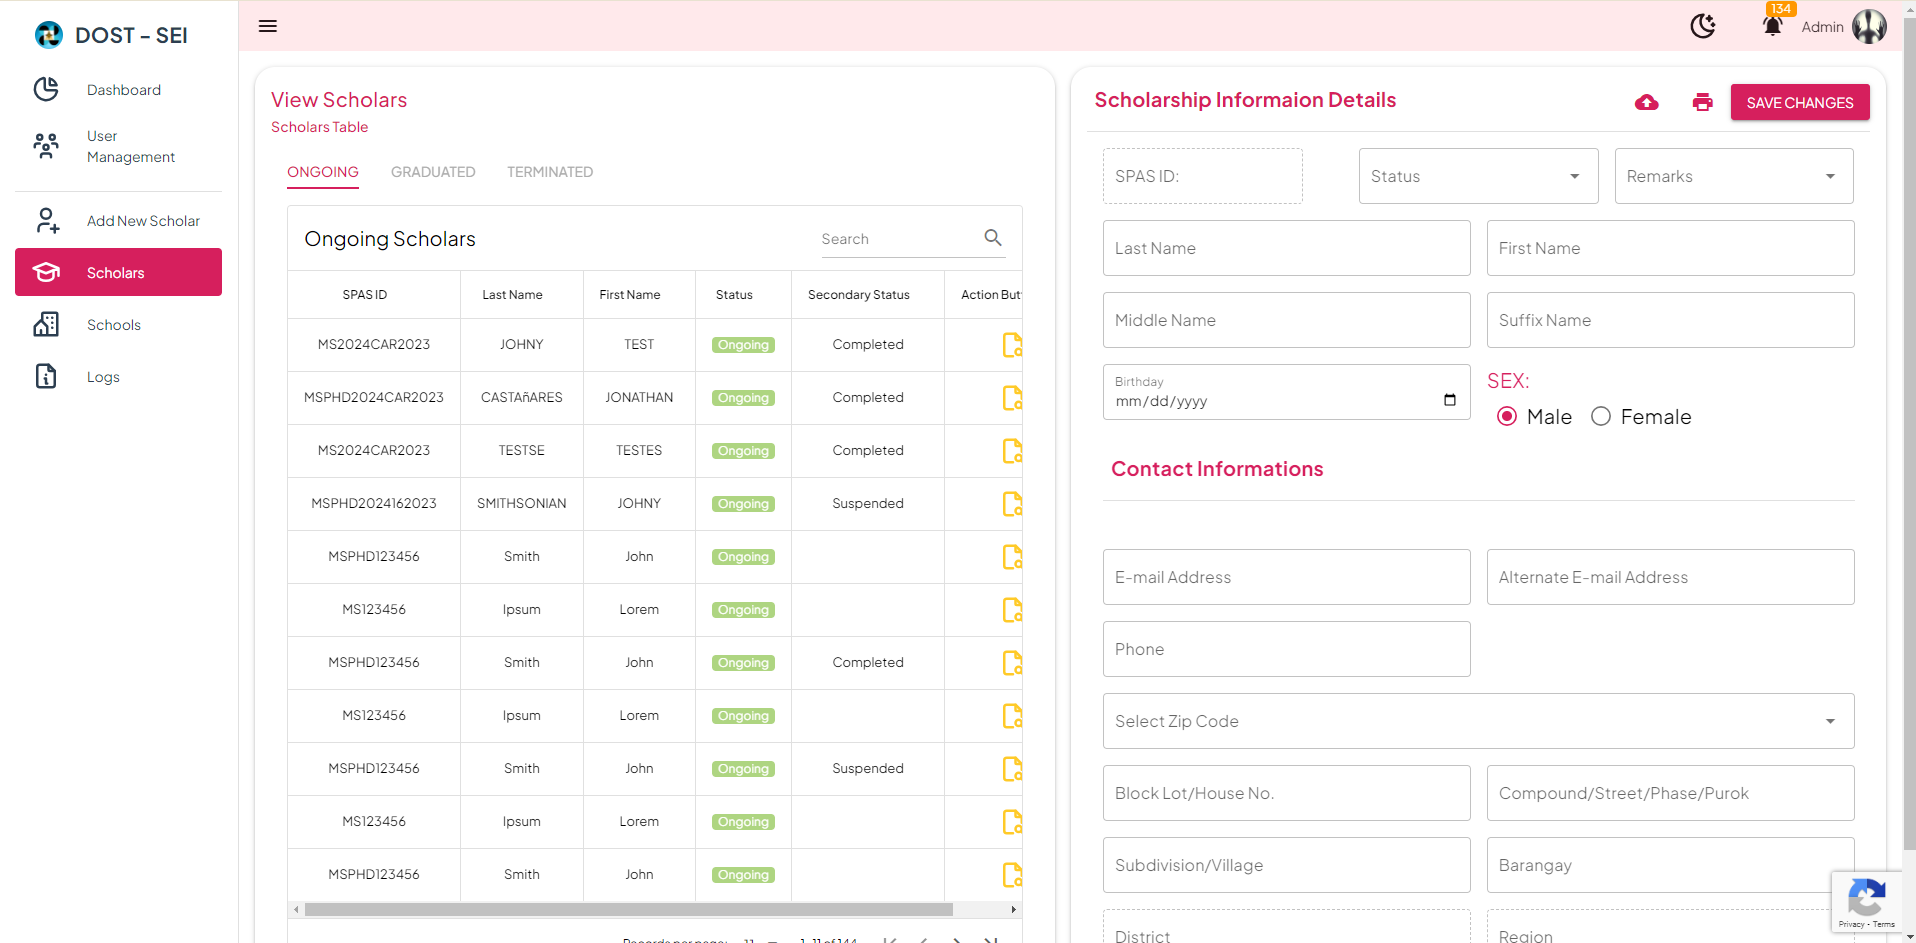 DOST - SEI
Dashboard
User
Management
Add New Scholar
Scholars
Schools
Logs
134
Admin
View Scholars
Scholars Table
ONGOING GRADUATED TERMINATED
Ongoing Scholars
Search
SPAS ID Last Name First Name Status Secondary Status Action But
MS2024CAR2023 JOHNY TEST Ongoing Completed
MSPHD2024CAR2023 CASTAñARES JONATHAN Ongoing Completed
MS2024CAR2023 TESTSE TESTES Ongoing Completed
MSPHD2024162023 SMITHSONIAN JOHNY Ongoing Suspended
MSPHD123456 Smith John Ongoing
MS123456 Ipsum Lorem Ongoing
MSPHD123456 Smith John Ongoing Completed
MS123456 Ipsum Lorem Ongoing
MSPHD123456 Smith John Ongoing Suspended
MS123456 Ipsum Lorem Ongoing
MSPHD123456 Smith John Ongoing
Records per page: 11 1-11 of 144
Scholarship Informaion Details
SAVE CHANGES
SPAS ID: Status Remarks
Last Name First Name
Middle Name Suffix Name
Birthday
mm/dd/yyyy
SEX:
Male Female
Contact Informations
E-mail Address Alternate E-mail Address
Phone
Select Zip Code
Block Lot/House No. Compound/Street/Phase/Purok
Subdivision/Village Barangay
District Region
Privacy - Terms